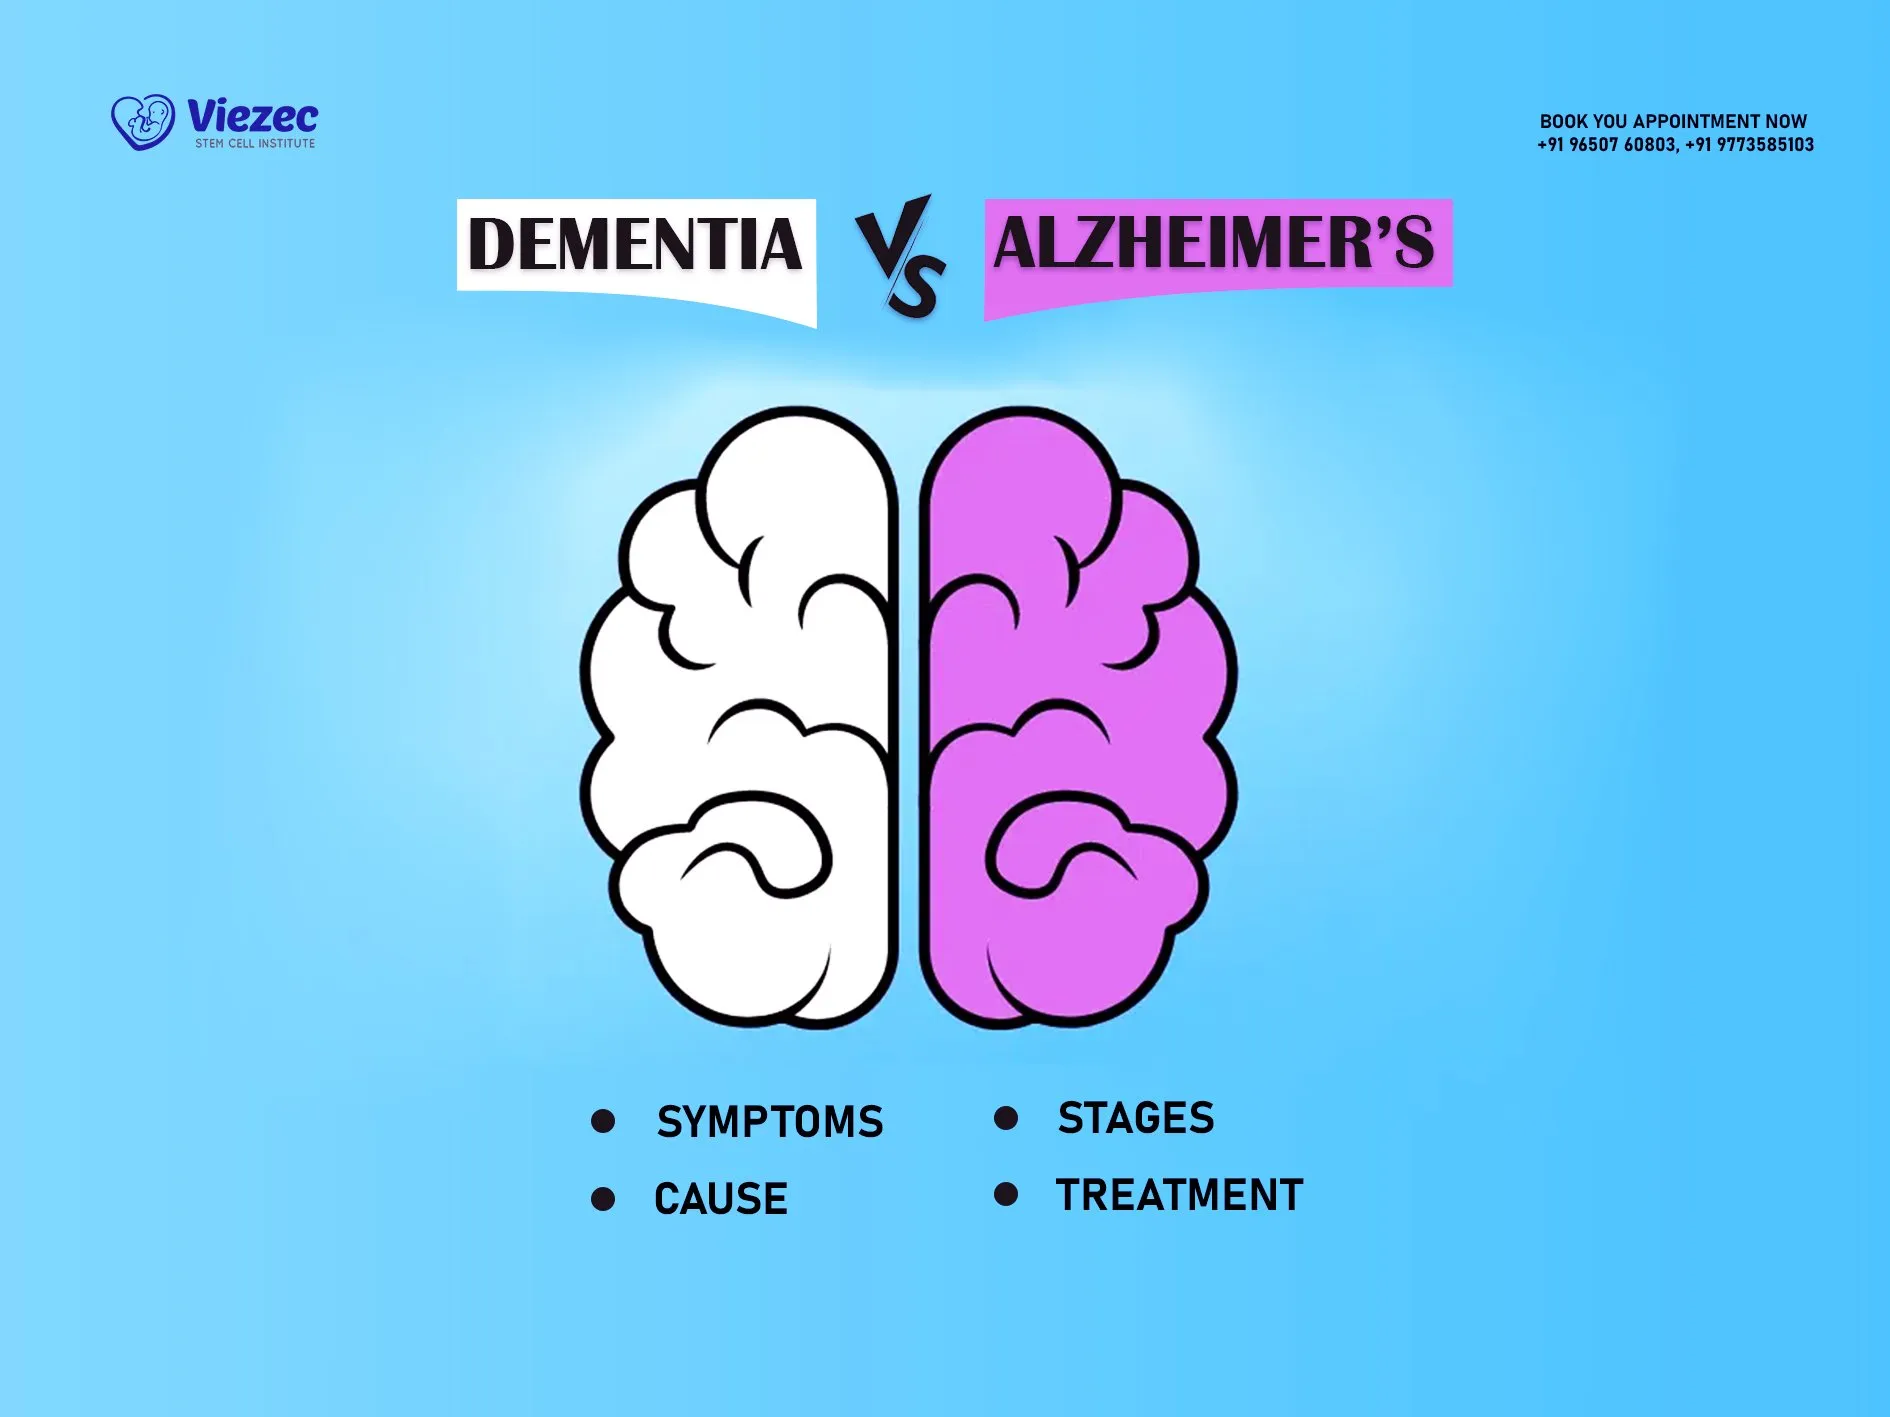 Viezec
STEM CELL INSTITUTE
BOOK YOU APPOINTMENT NOW
+91 96507 60803, +91 9773585103
DEMENTIA
VS
ALZHEIMER'S
SYMPTOMS
CAUSE
STAGES
TREATMENT